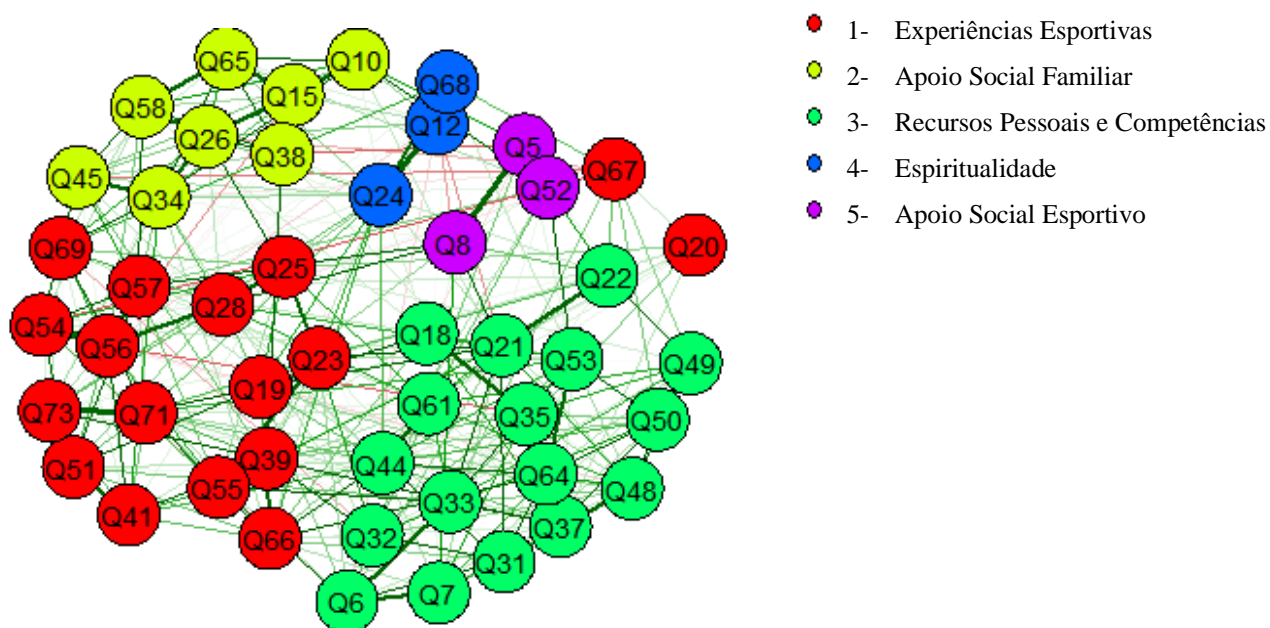 Q65
Q10
Q68
Q58
Q15
Q12
Q26
Q5
Q38
Q67
Q45
Q52
Q24
Q34
Q69
Q8
Q20
Q25
Q22
Q57
Q28
Q54
Q56
Q18
Q21
Q53
Q23
Q49
Q19
Q61
Q73
Q71
Q35
Q50
Q39
Q44
Q51
Q64
Q55
Q48
Q33
Q41
Q37
Q66
Q32
Q31
Q7
Q6
1- Experiências Esportivas
2- Apoio Social Familiar
3- Recursos Pessoais e Competências
4- Espiritualidade
5- Apoio Social Esportivo